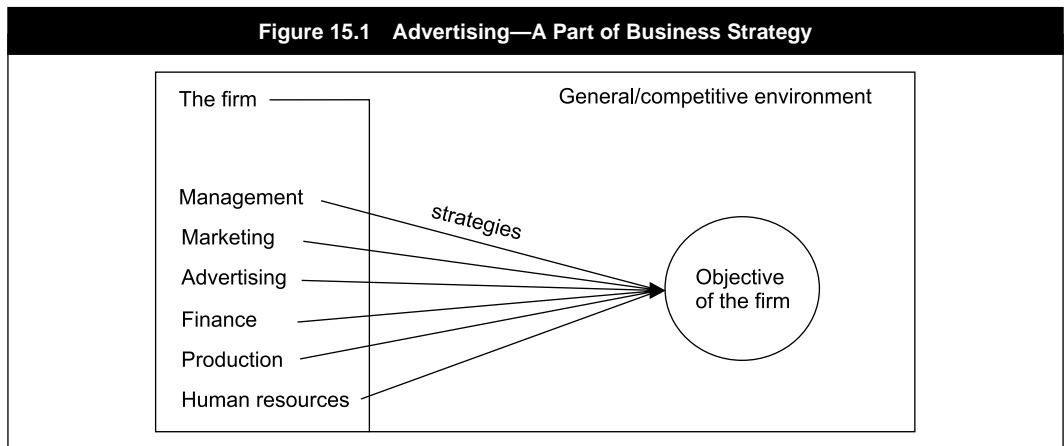 Figure 15.1 Advertising—A Part of Business Strategy
The firm
General/competitive environment
Management
strategies
Marketing
Advertising
Finance
Production
Human resources
Objective
of the firm